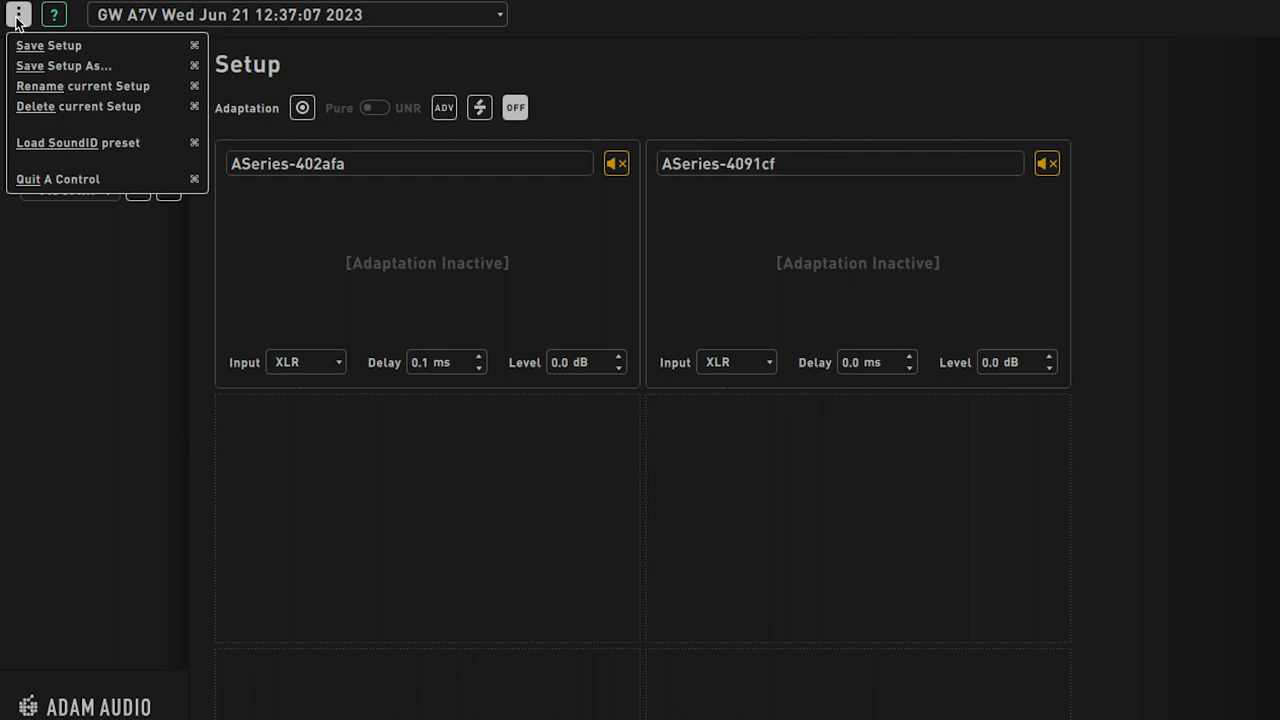 ? GW A7V Wed Jun 21 12:37:07 2023
Save Setup ⌘
Save Setup As... ⌘
Rename current Setup ⌘
Delete current Setup ⌘
Load SoundID preset ⌘
Quit A Control ⌘
Setup
Adaptation Pure UNR ADV OFF
ASeries-402afa
[Adaptation Inactive]
Input XLR Delay 0.1 ms Level 0.0 dB
ASeries-4091cf
[Adaptation Inactive]
Input XLR Delay 0.0 ms Level 0.0 dB
ADAM AUDIO